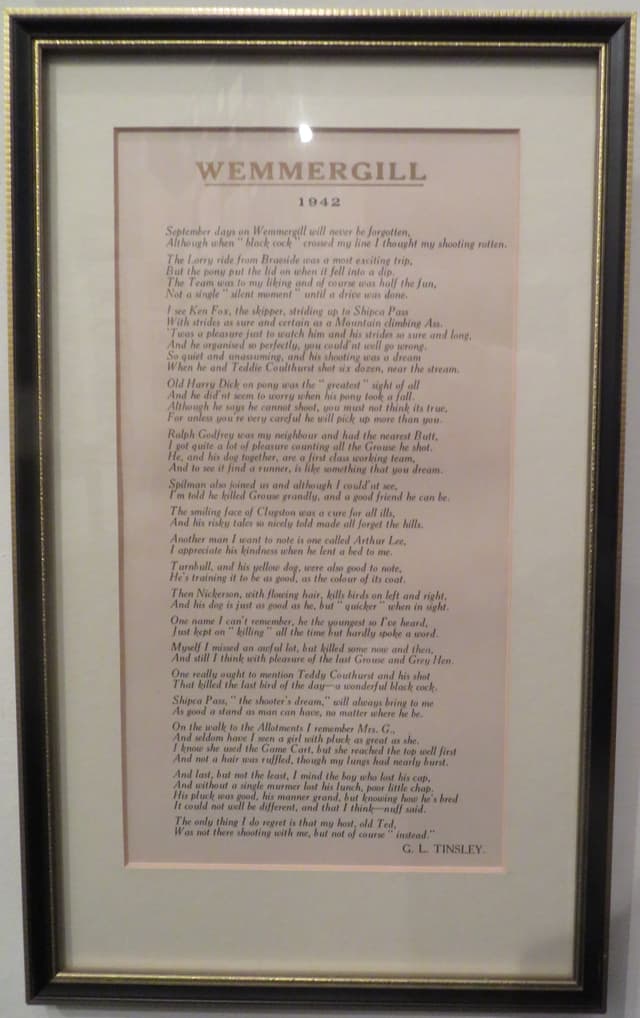 WEMMERGILL
1942
September days on Wemmergill will never be forgotten,
Although when " black cock " crossed my line I thought my shooting rotten.
The Lorry ride from Braeside was a most exciting trip,
But the pony put the lid on when it fell into a dip.
The Team was to my liking and of course was half the fun,
Not a single " silent moment " until a drive was done.
I see Ken Fox, the skipper, striding up to Shipca Pass
With strides as sure and certain as a Mountain climbing Ass.
'Twas a pleasure just to watch him and his strides so sure and long,
And he organised so perfectly, you could'nt well go wrong.
So quiet and unassuming, and his shooting was a dream
When he and Teddie Coulthurst shot six dozen, near the stream.
Old Harry Dick on pony was the " greatest " sight of all
And he did'nt seem to worry when his pony took a fall.
Although he says he cannot shoot, you must not think its true,
For unless you're very careful he will pick up more than you.
Ralph Godfrey was my neighbour and had the nearest Butt,
I got quite a lot of pleasure counting all the Grouse he shot.
He, and his dog together, are a first class working team,
And to see it find a runner, is like something that you dream.
Spilman also joined us and although I could'nt see,
I'm told he killed Grouse grandly, and a good friend he can be.
The smiling face of Clugston was a cure for all ills,
And his risky tales so nicely told made all forget the hills.
Another man I want to note is one called Arthur Lee,
I appreciate his kindness when he lent a bed to me.
Turnbull, and his yellow dog, were also good to note,
He's training it to be as good, as the colour of its coat.
Then Nickerson, with flowing hair, kills birds on left and right,
And his dog is just as good as he, but " quicker " when in sight.
One name I can't remember, he the youngest so I've heard,
Just kept on " killing " all the time but hardly spoke a word.
Myself I missed an awful lot, but killed some now and then,
And still I think with pleasure of the last Grouse and Grey Hen.
One really ought to mention Teddy Couthurst and his shot
That killed the last bird of the day—a wonderful black cock.
Shipca Pass, " the shooter's dream," will always bring to me
As good a stand as man can have, no matter where he be.
On the walk to the Allotments I remember Mrs. G.,
And seldom have I seen a girl with pluck as great as she.
I know she used the Game Cart, but she reached the top well first
And not a hair was ruffled, though my lungs had nearly burst.
And last, but not the least, I mind the boy who lost his cap,
And without a single murmer lost his lunch, poor little chap.
His pluck was good, his manner grand, but knowing how he's bred
It could not well be different, and that I think—nuff said.
The only thing I do regret is that my host, old Ted,
Was not there shooting with me, but not of course " instead."
G. L. TINSLEY.